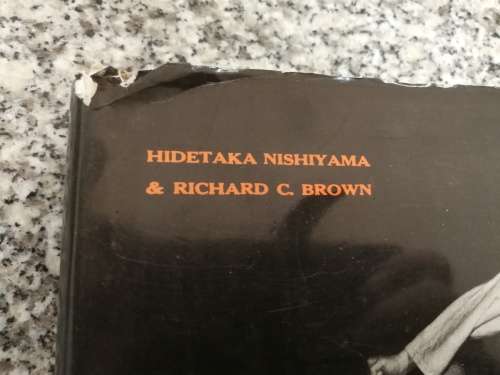 HIDETAKA NISHIYAMA
& RICHARD C. BROWN